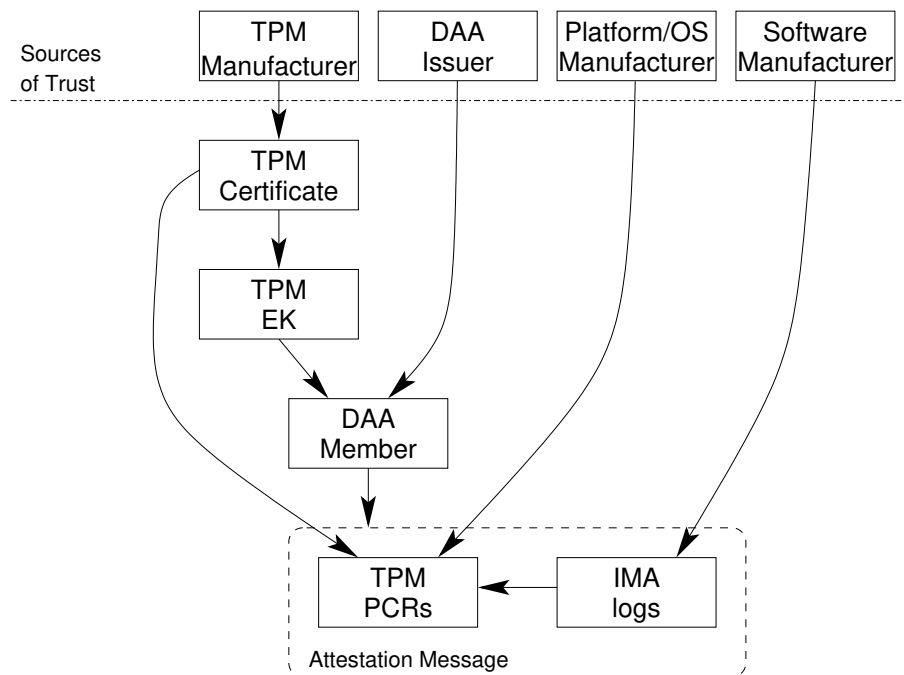 Sources
of Trust
TPM
Manufacturer
DAA
Issuer
Platform/OS
Manufacturer
Software
Manufacturer
TPM
Certificate
TPM
EK
DAA
Member
TPM
PCRs
IMA
logs
Attestation Message